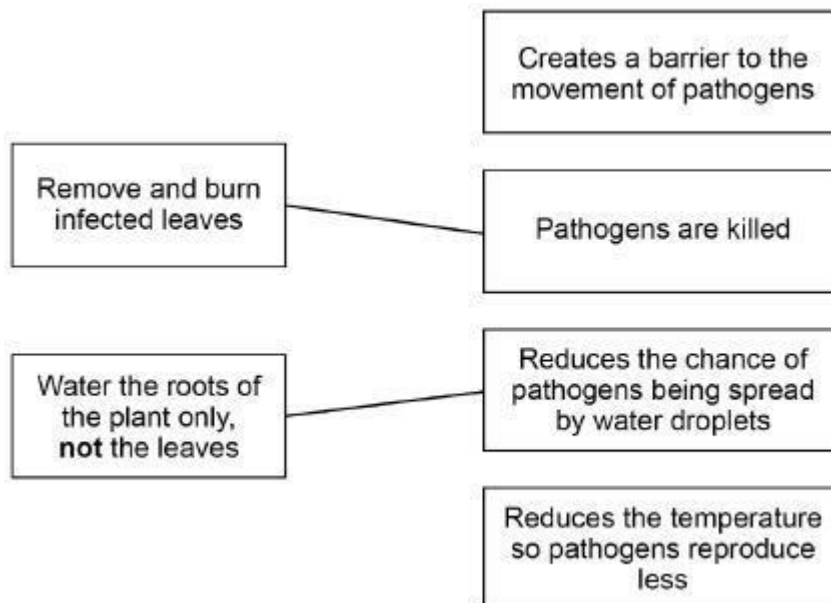 Creates a barrier to the
movement of pathogens
Remove and burn
infected leaves
Pathogens are killed
Water the roots of
the plant only,
not the leaves
Reduces the chance of
pathogens being spread
by water droplets
Reduces the temperature
so pathogens reproduce
less